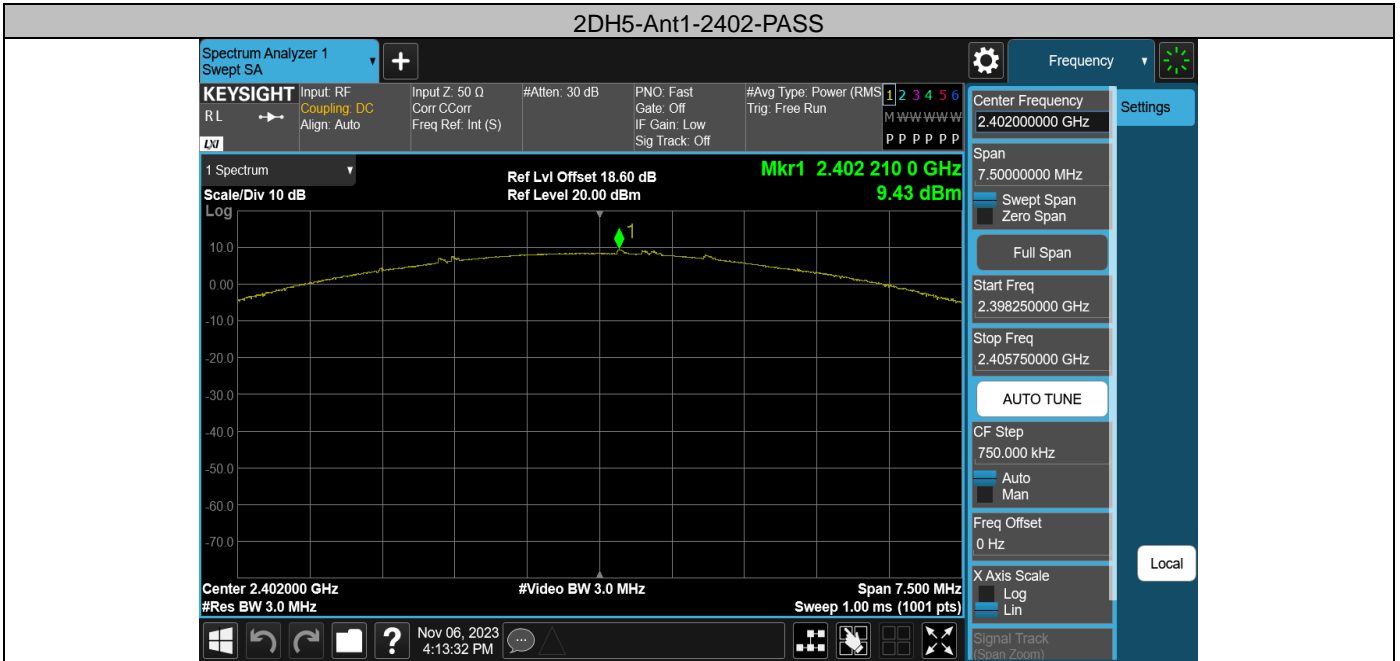 2DH5-Ant1-2402-PASS
Spectrum Analyzer 1
Swept SA
+
Frequency
KEYSIGHT
RL
LXI
Input: RF
Coupling: DC
Align: Auto
Input Z: 50 Ω
Corr CCorr
Freq Ref: Int (S)
#Atten: 30 dB
PNO: Fast
Gate: Off
IF Gain: Low
Sig Track: Off
#Avg Type: Power (RMS
Trig: Free Run
1 2 3 4 5 6
M W W W W W
P P P P P P
1 Spectrum
Scale/Div 10 dB
Ref Lvl Offset 18.60 dB
Ref Level 20.00 dBm
Mkr1 2.402 210 0 GHz
9.43 dBm
Log
1
10.0
0.00
-10.0
-20.0
-30.0
-40.0
-50.0
-60.0
-70.0
Center 2.402000 GHz
#Res BW 3.0 MHz
#Video BW 3.0 MHz
Span 7.500 MHz
Sweep 1.00 ms (1001 pts)
Center Frequency
2.402000000 GHz
Settings
Span
7.50000000 MHz
Swept Span
Zero Span
Full Span
Start Freq
2.398250000 GHz
Stop Freq
2.405750000 GHz
AUTO TUNE
CF Step
750.000 kHz
Auto
Man
Freq Offset
0 Hz
X Axis Scale
Log
Lin
Signal Track
(Span Zoom)
Local
?
Nov 06, 2023
4:13:32 PM